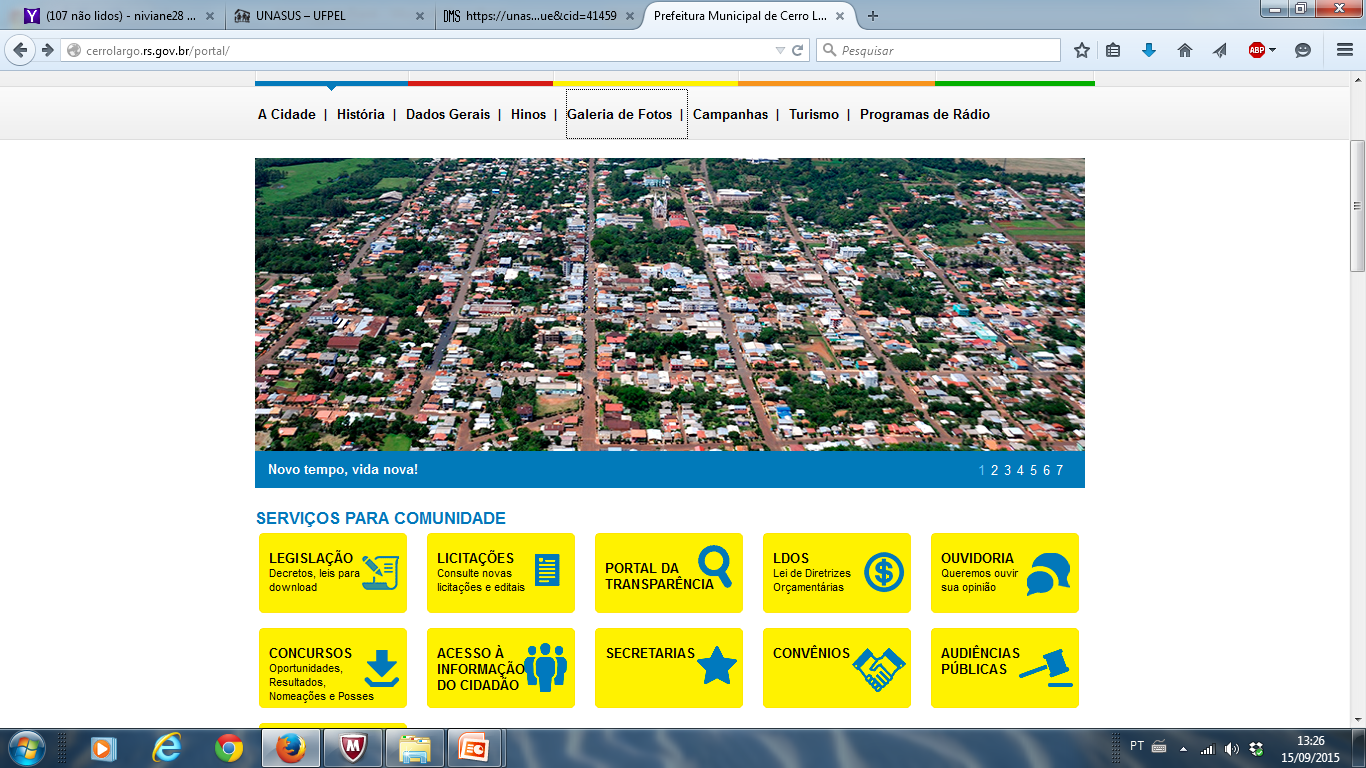 (107 não lidos) - niviane28 ...
UNASUS – UFPEL
https://unas...ue&cid=41459
Prefeitura Municipal de Cerro L...
cerrolargo.rs.gov.br/portal/
Pesquisar
ABP
A Cidade | História | Dados Gerais | Hinos | Galeria de Fotos | Campanhas | Turismo | Programas de Rádio
Novo tempo, vida nova!
1 2 3 4 5 6 7
SERVIÇOS PARA COMUNIDADE
LEGISLAÇÃO
Decretos, leis para
download
LICITAÇÕES
Consulte novas
licitações e editais
PORTAL DA
TRANSPARÊNCIA
LDOS
Lei de Diretrizes
Orçamentárias
OUVIDORIA
Queremos ouvir
sua opinião
CONCURSOS
Oportunidades,
Resultados,
Nomeações e Posses
ACESSO À
INFORMAÇÃO
DO CIDADÃO
SECRETARIAS
CONVÊNIOS
AUDIÊNCIAS
PÚBLICAS
PT
13:26
15/09/2015